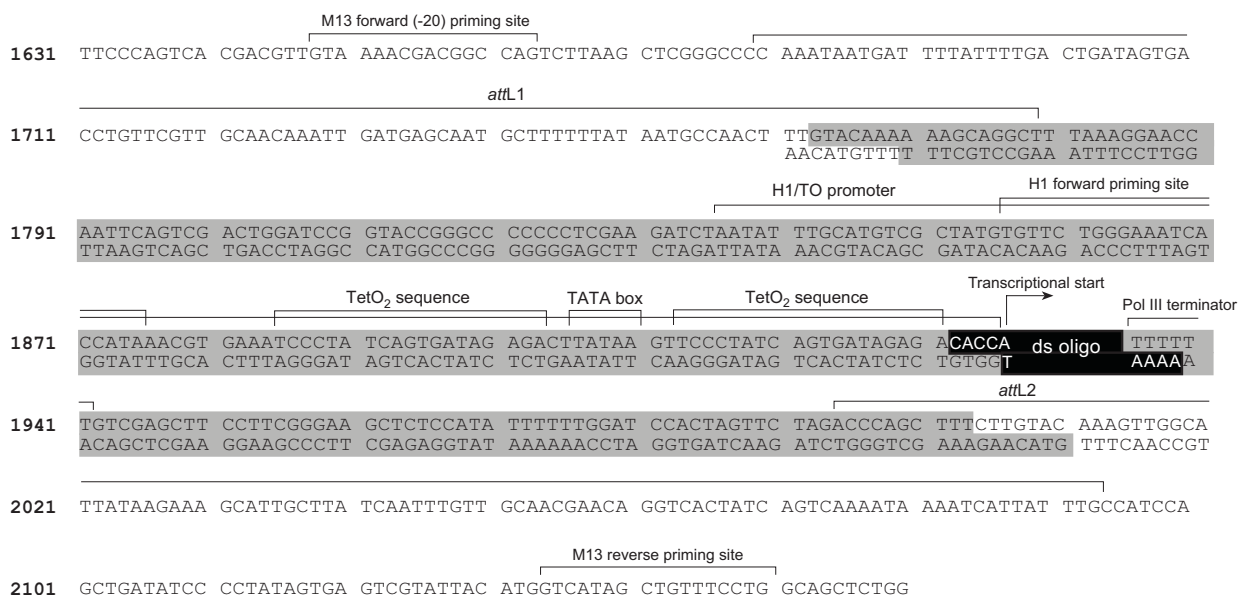 M13 forward (-20) priming site
1631 TTCCCAGTCA CGACGTTGTA AAACGACGGC CAGTCTTAAG CTCGGGCCCC AAATAATGAT TTTATTTTGA CTGATAGTGA
attL1
1711 CCTGTTCGTT GCAACAAATT GATGAGCAAT GCTTTTTTAT AATGCCAACT TTGTACAAAA AAGCAGGCTT TAAAGGAACC
AACATGTTTT TTCGTCCGAA ATTTCCTTGG
H1/TO promoter H1 forward priming site
1791 AATTCAGTCG ACTGGATCCG GTACCGGGCC CCCCCTCGAA GATCTAATAT TTGCATGTCG CTATGTGTTC TGGGAAATCA
TTAAGTCAGC TGACCTAGGC CATGGCCCGG GGGGGAGCTT CTAGATTATA AACGTACAGC GATACACAAG ACCCTTTAGT
Transcriptional start
TetO2 sequence TATA box TetO2 sequence Pol III terminator
1871 CCATAAACGT GAAATCCCTA TCAGTGATAG AGACTTATAA GTTCCCTATC AGTGATAGAG ACACCA ds oligo TTTTT
GGTATTTGCA CTTTAGGGAT AGTCACTATC TCTGAATATT CAAGGGATAG TCACTATCTC TGTGGT AAAAA
attL2
1941 TGTCGAGCTT CCTTCGGGAA GCTCTCCATA TTTTTTGGAT CCACTAGTTC TAGACCCAGC TTTCTTGTAC AAAGTTGGCA
ACAGCTCGAA GGAAGCCCTT CGAGAGGTAT AAAAAACCTA GGTGATCAAG ATCTGGGTCG AAAGAACATG TTTCAACCGT
2021 TTATAAGAAA GCATTGCTTA TCAATTTGTT GCAACGAACA GGTCACTATC AGTCAAAATA AAATCATTAT TTGCCATCCA
M13 reverse priming site
2101 GCTGATATCC CCTATAGTGA GTCGTATTAC ATGGTCATAG CTGTTTCCTG GCAGCTCTGG